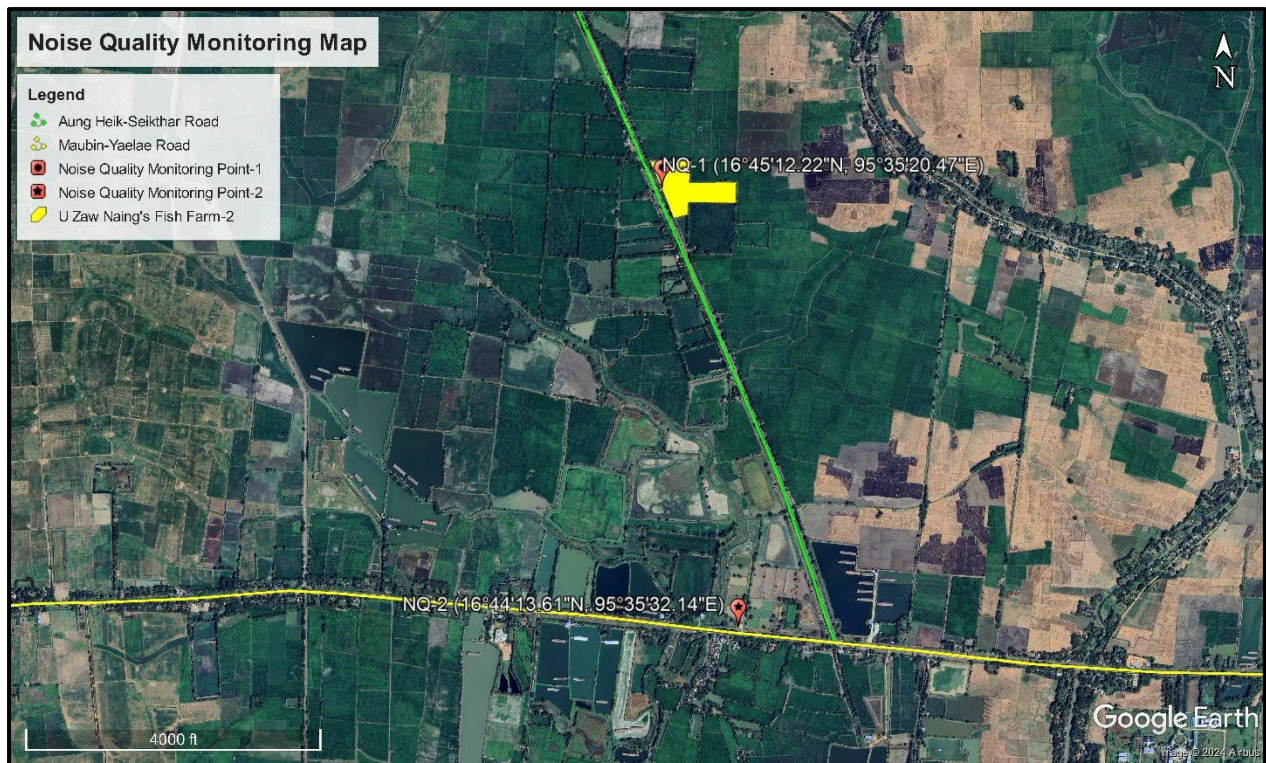 Noise Quality Monitoring Map
Legend
Aung Heik-Seikthar Road
Maubin-Yaelae Road
Noise Quality Monitoring Point-1
Noise Quality Monitoring Point-2
U Zaw Naing's Fish Farm-2
N
NQ-1 (16°45'12.22"N, 95°35'20.47"E)
NQ-2 (16°44'13.61"N, 95°35'32.14"E)
4000 ft
Google Earth
Image © 2024 Airbus